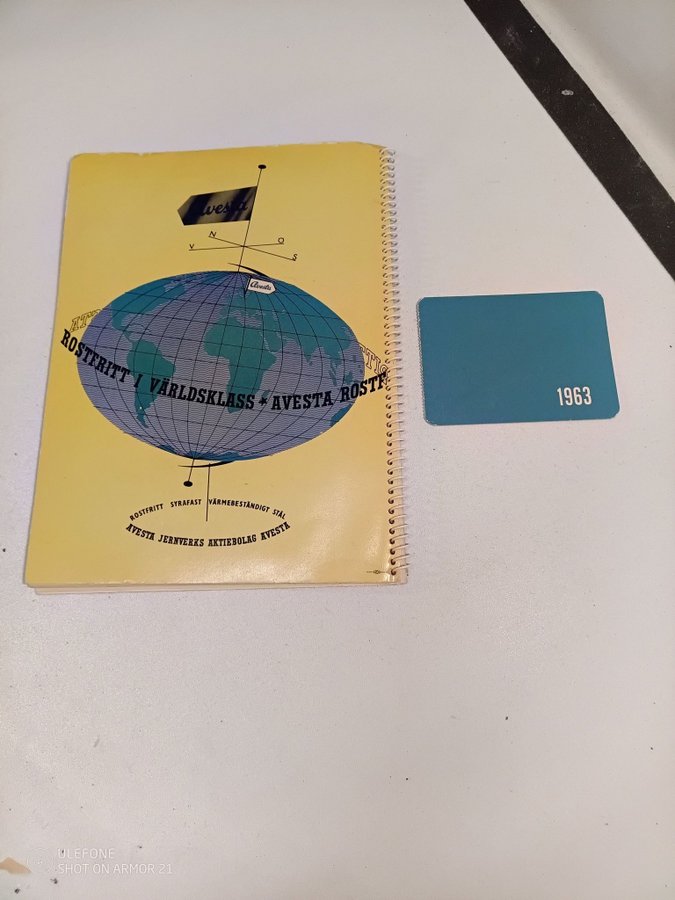 Avesta
N
V O
S
Avesta
ROSTFRITT I VÄRLDSKLASS * AVESTA ROSTF
ROSTFRITT SYRAFAST VÄRMEBESTÄNDIGT STÅL
AVESTA JERNVERKS AKTIEBOLAG AVESTA
1963
ULEFONE
SHOT ON ARMOR 21